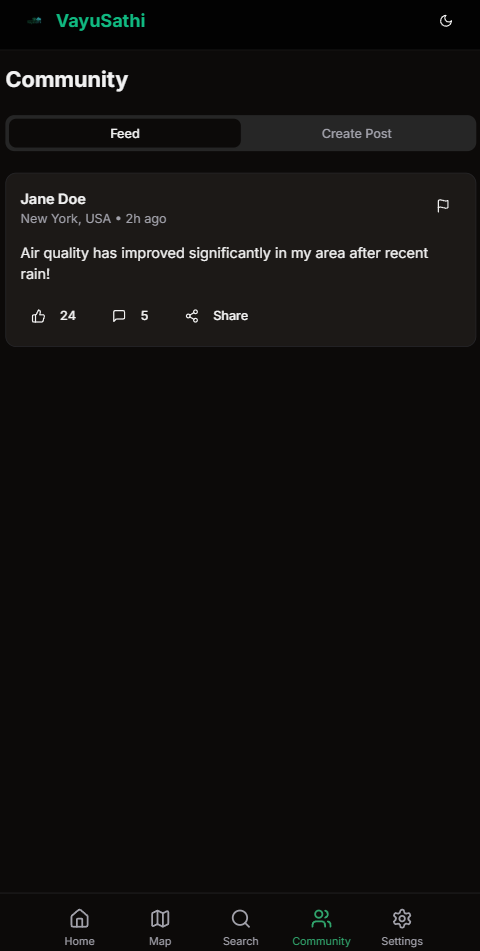 VayuSathi
Community
Feed
Create Post
Jane Doe
New York, USA • 2h ago
Air quality has improved significantly in my area after recent
rain!
24
5
Share
Home
Map
Search
Community
Settings